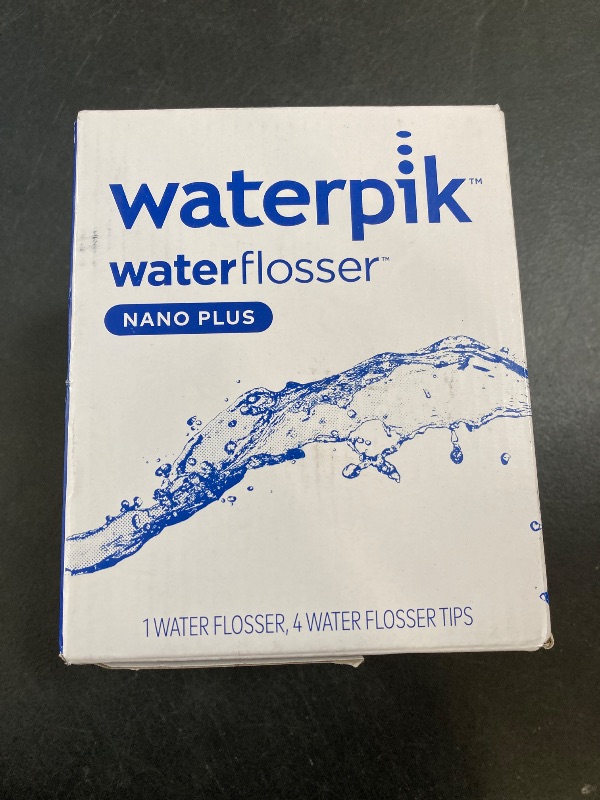 waterpik™
waterflosser™
NANO PLUS
1 WATER FLOSSER, 4 WATER FLOSSER TIPS